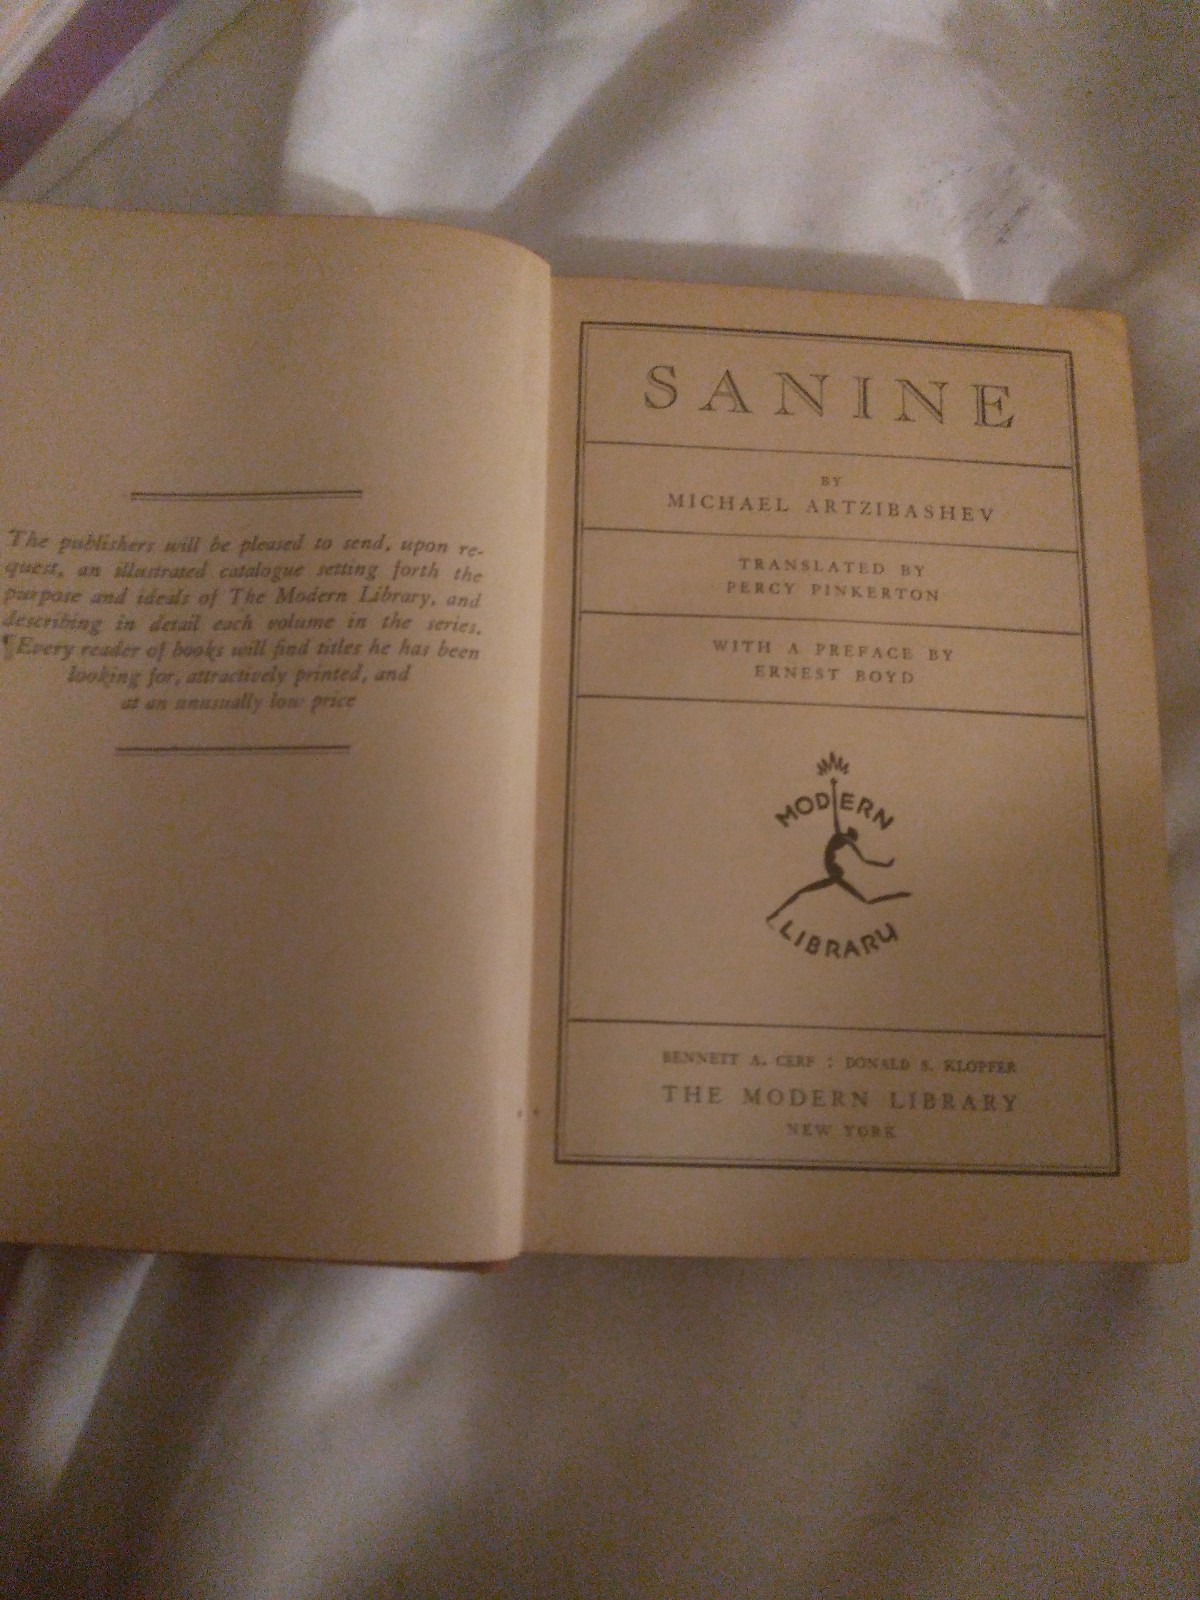 The publishers will be pleased to send, upon re-
quest, an illustrated catalogue setting forth the
purpose and ideals of The Modern Library, and
describing in detail each volume in the series.
¶Every reader of books will find titles he has been
looking for, attractively printed, and
at an unusually low price
SANINE
BY
MICHAEL ARTZIBASHEV
TRANSLATED BY
PERCY PINKERTON
WITH A PREFACE BY
ERNEST BOYD
MODERN
LIBRARY
BENNETT A. CERF : DONALD S. KLOPFER
THE MODERN LIBRARY
NEW YORK